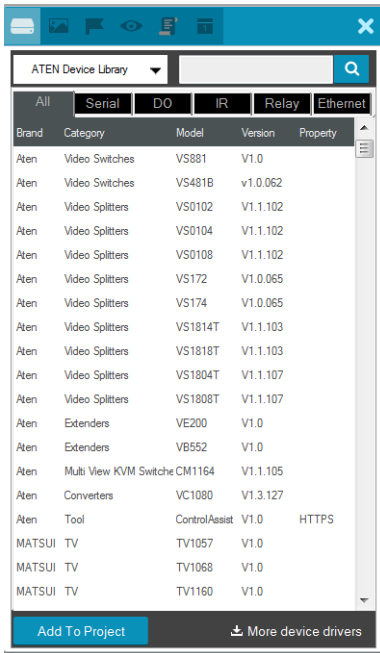 ATEN Device Library
All Serial DO IR Relay Ethernet
Brand Category Model Version Property
Aten Video Switches VS881 V1.0
Aten Video Switches VS481B v1.0.062
Aten Video Splitters VS0102 V1.1.102
Aten Video Splitters VS0104 V1.1.102
Aten Video Splitters VS0108 V1.1.102
Aten Video Splitters VS172 V1.0.065
Aten Video Splitters VS174 V1.0.065
Aten Video Splitters VS1814T V1.1.103
Aten Video Splitters VS1818T V1.1.103
Aten Video Splitters VS1804T V1.1.107
Aten Video Splitters VS1808T V1.1.107
Aten Extenders VE200 V1.0
Aten Extenders VB552 V1.0
Aten Multi View KVM Switche CM1164 V1.1.105
Aten Converters VC1080 V1.3.127
Aten Tool ControlAssist V1.0 HTTPS
MATSUI TV TV1057 V1.0
MATSUI TV TV1068 V1.0
MATSUI TV TV1160 V1.0
Add To Project More device drivers